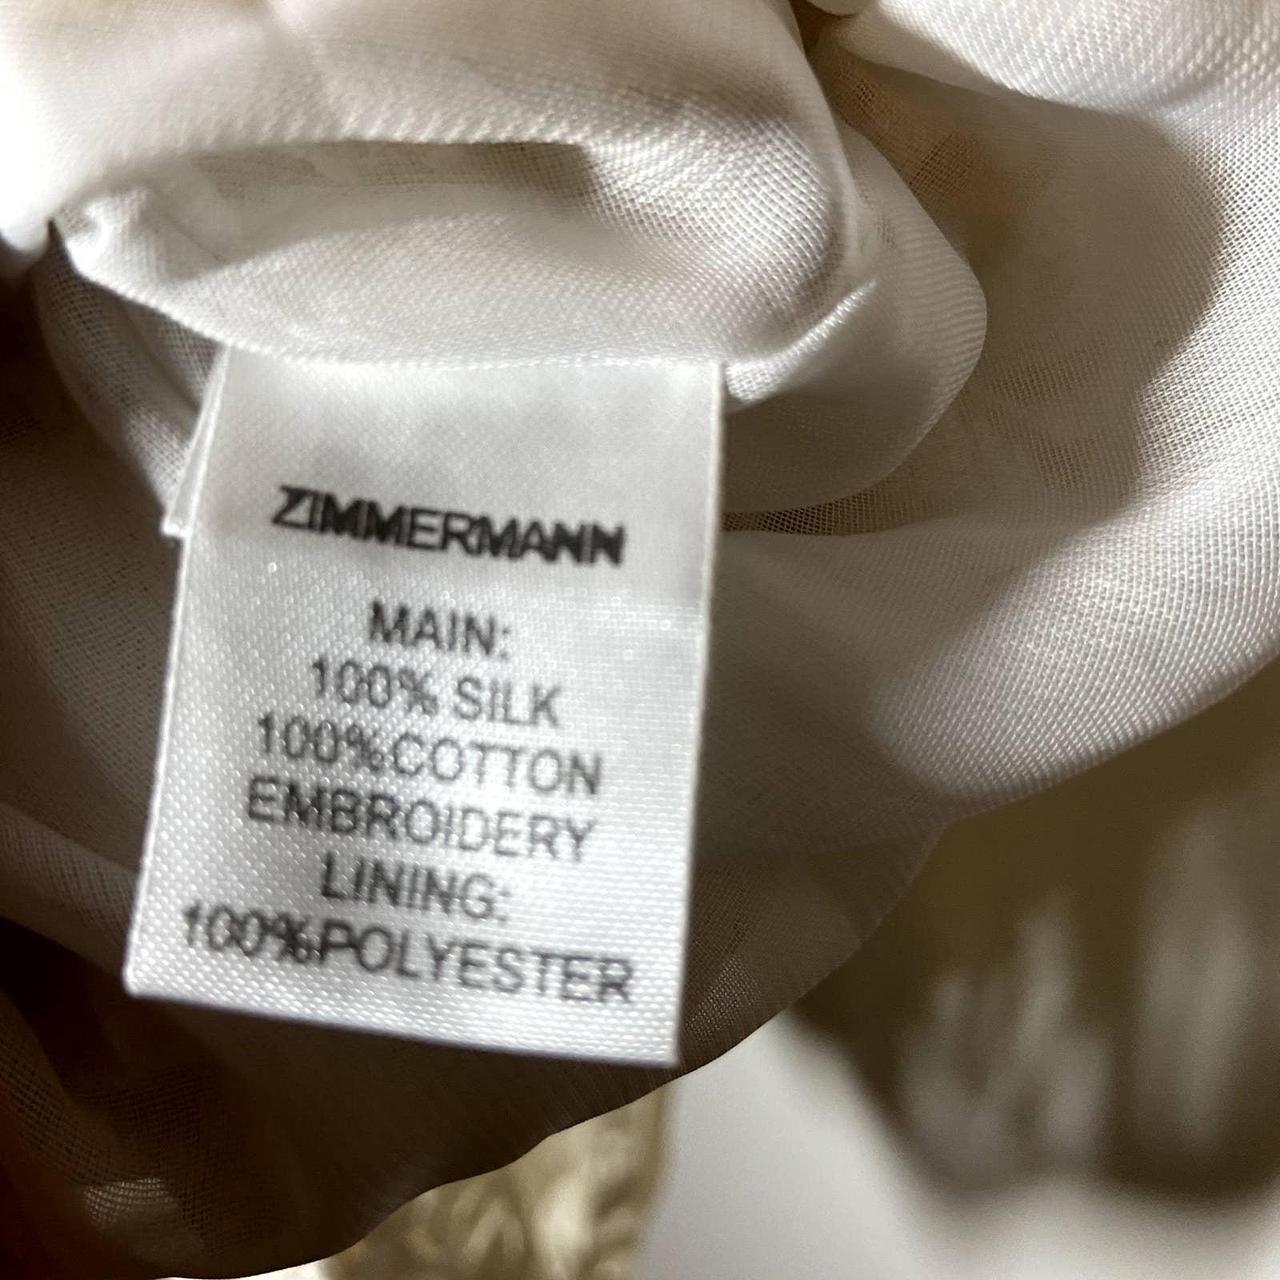 ZIMMERMANN
MAIN:
100% SILK
100%COTTON
EMBROIDERY
LINING:
100%POLYESTER